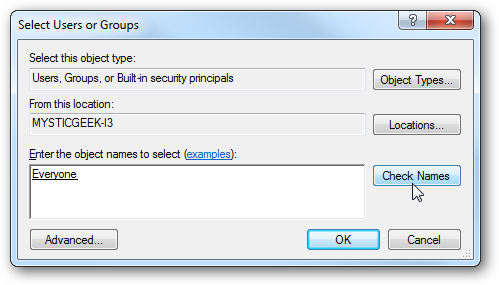 Select Users or Groups
Select this object type:
Users, Groups, or Built-in security principals
Object Types...
From this location:
MYSTICGEEK-I3
Locations...
Enter the object names to select (examples):
Everyone
Check Names
Advanced...
OK
Cancel